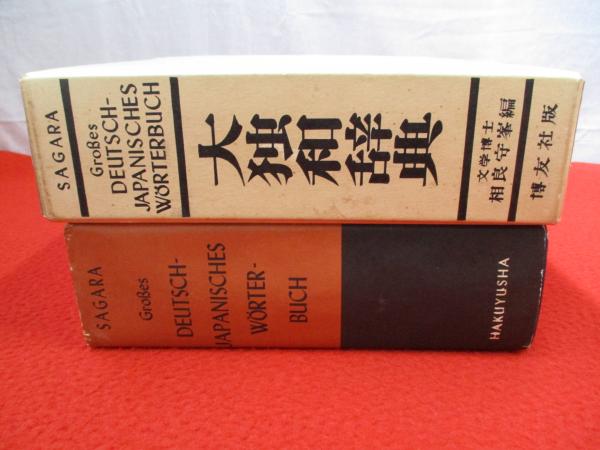 SAGARA
Großes
DEUTSCH-
JAPANISCHES
WÖRTERBUCH
大独和辞典
文学博士
相良守峯編
博友社版
SAGARA
Großes
DEUTSCH-
JAPANISCHES
WÖRTER-
BUCH
HAKUYUSHA